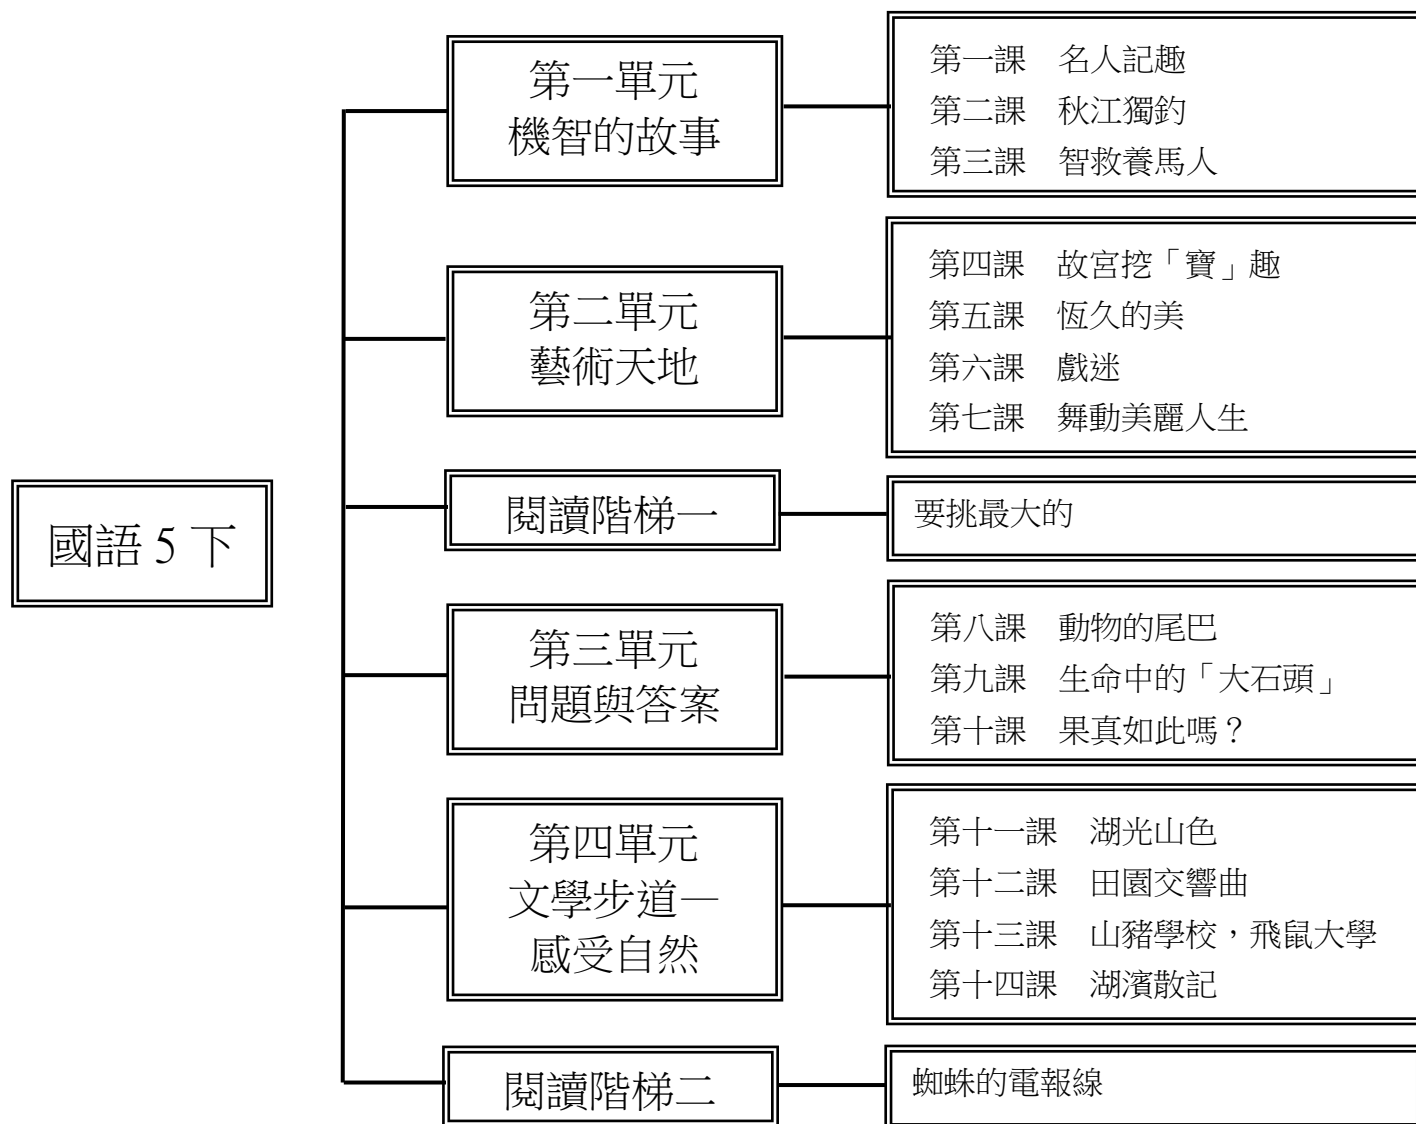 國語 5 下
第一單元
機智的故事
第一課　名人記趣
第二課　秋江獨釣
第三課　智救養馬人
第二單元
藝術天地
第四課　故宮挖「寶」趣
第五課　恆久的美
第六課　戲迷
第七課　舞動美麗人生
閱讀階梯一
要挑最大的
第三單元
問題與答案
第八課　動物的尾巴
第九課　生命中的「大石頭」
第十課　果真如此嗎？
第四單元
文學步道—
感受自然
第十一課　湖光山色
第十二課　田園交響曲
第十三課　山豬學校，飛鼠大學
第十四課　湖濱散記
閱讀階梯二
蜘蛛的電報線